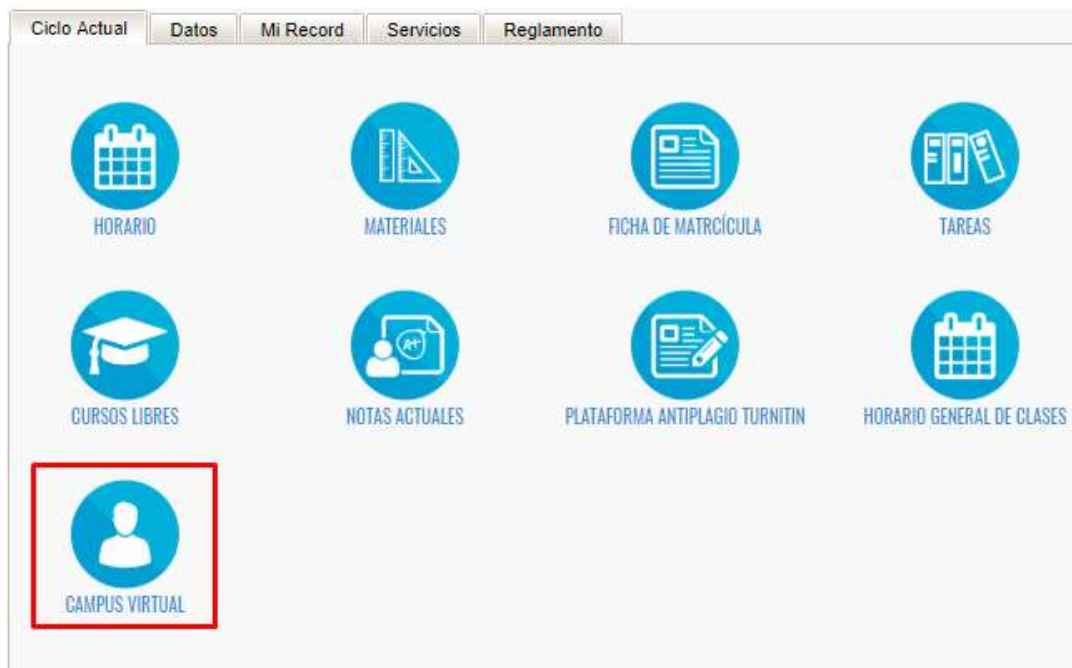 Ciclo Actual Datos Mi Record Servicios Reglamento
HORARIO MATERIALES FICHA DE MATRCÍCULA TAREAS
A+
CURSOS LIBRES NOTAS ACTUALES PLATAFORMA ANTIPLAGIO TURNITIN HORARIO GENERAL DE CLASES
CAMPUS VIRTUAL